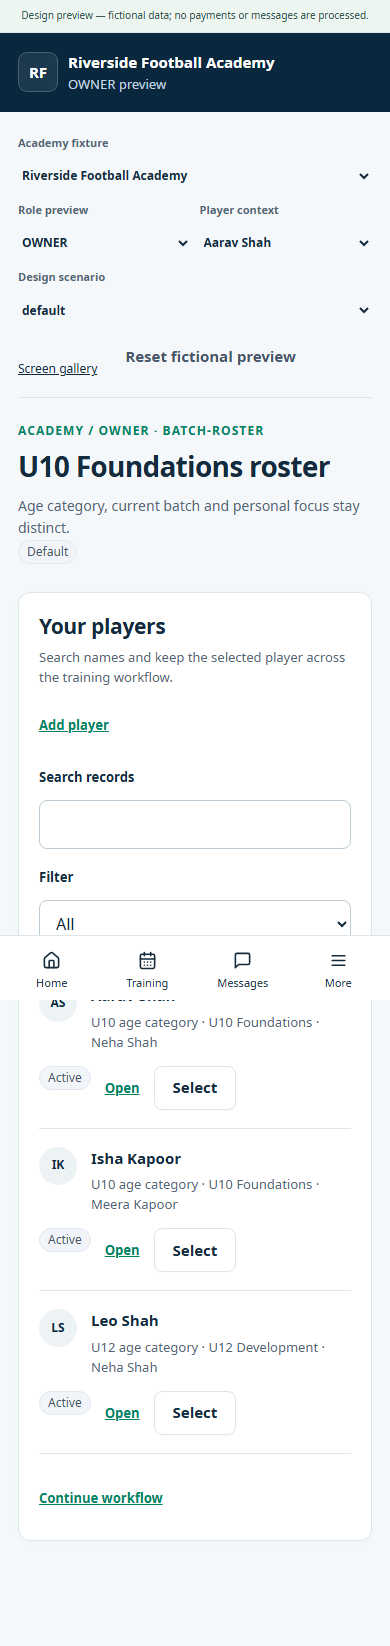 Design preview — fictional data; no payments or messages are processed.
RF
Riverside Football Academy
OWNER preview
Academy fixture
Riverside Football Academy
Role preview
Player context
OWNER
Aarav Shah
Design scenario
default
Screen gallery
Reset fictional preview
ACADEMY / OWNER · BATCH-ROSTER
U10 Foundations roster
Age category, current batch and personal focus stay
distinct.
Default
Your players
Search names and keep the selected player across
the training workflow.
Add player
Search records
Filter
All
Home
Training
Messages
More
AS
U10 age category · U10 Foundations ·
Neha Shah
Active
Open
Select
IK
Isha Kapoor
U10 age category · U10 Foundations ·
Meera Kapoor
Active
Open
Select
LS
Leo Shah
U12 age category · U12 Development ·
Neha Shah
Active
Open
Select
Continue workflow